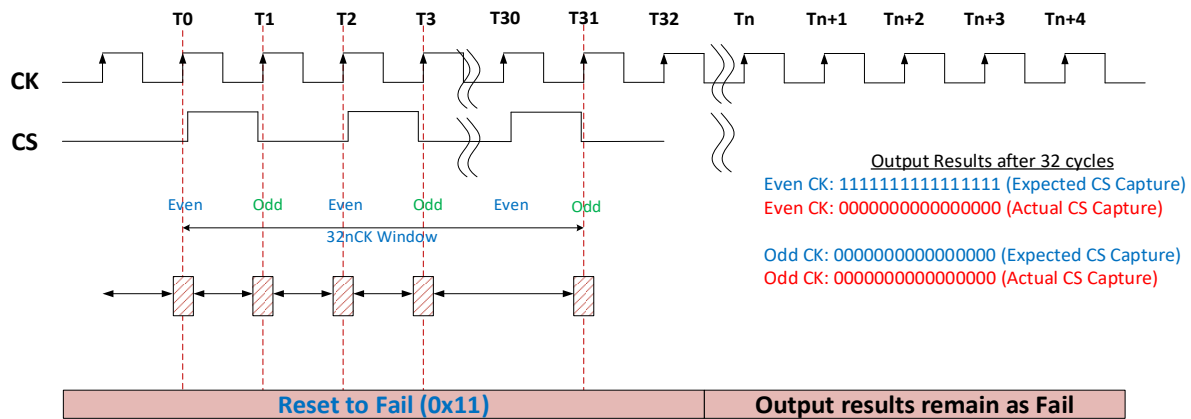 T0 T1 T2 T3 T30 T31 T32 Tn Tn+1 Tn+2 Tn+3 Tn+4
CK
CS
Output Results after 32 cycles
Even CK: 1111111111111111 (Expected CS Capture)
Even CK: 0000000000000000 (Actual CS Capture)
Odd CK: 0000000000000000 (Expected CS Capture)
Odd CK: 0000000000000000 (Actual CS Capture)
Even Odd Even Odd Even Odd
32nCK Window
Reset to Fail (0x11) Output results remain as Fail